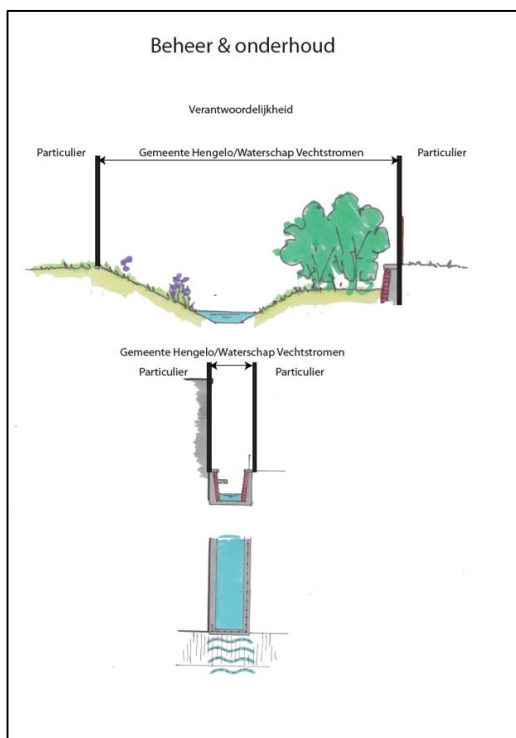 Beheer & onderhoud
Verantwoordelijkheid
Particulier Gemeente Hengelo/Waterschap Vechtstromen Particulier
Gemeente Hengelo/Waterschap Vechtstromen
Particulier Particulier